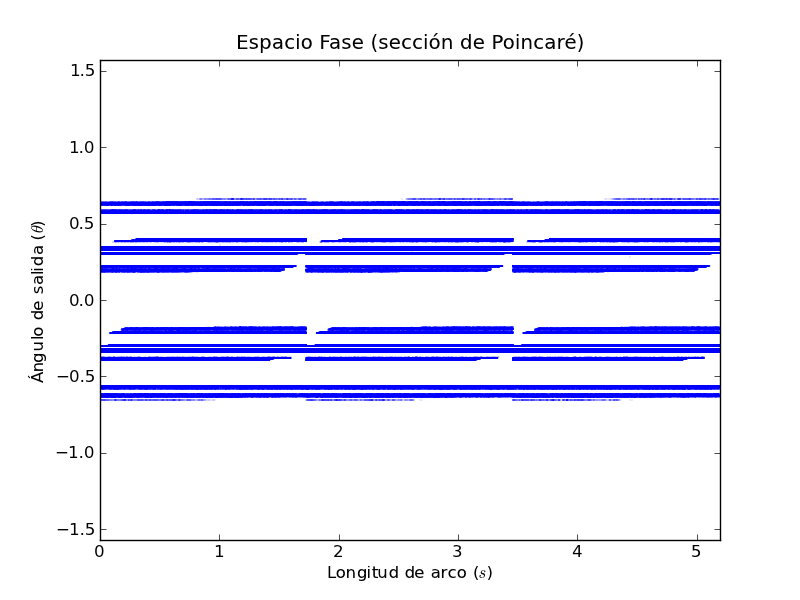 Espacio Fase (sección de Poincaré)
1.5
1.0
0.5
0.0
−0.5
−1.0
−1.5
Ángulo de salida (θ)
0 1 2 3 4 5
Longitud de arco (s)